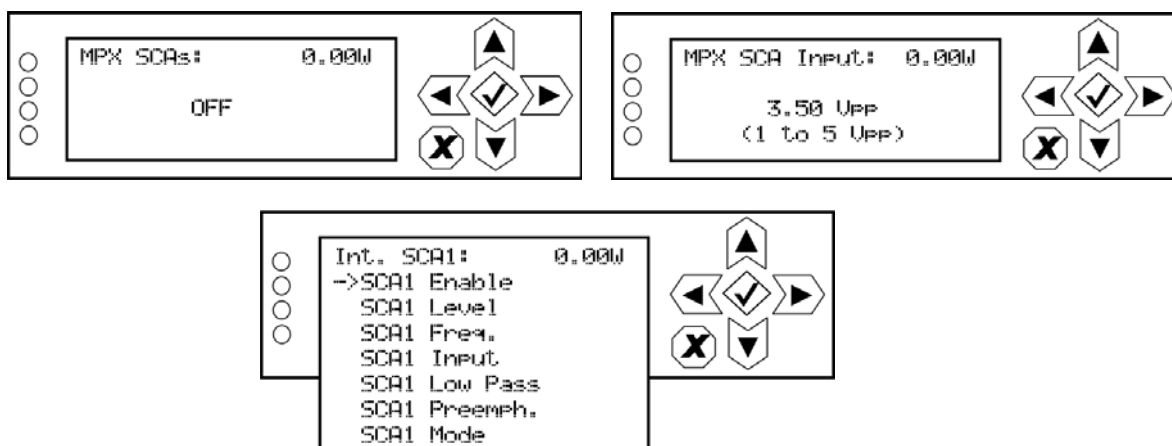 MPX SCAs: 0.00W
OFF
MPX SCA Input: 0.00W
3.50 Vpp
(1 to 5 Vpp)
Int. SCA1: 0.00W
->SCA1 Enable
SCA1 Level
SCA1 Freq.
SCA1 Input
SCA1 Low Pass
SCA1 Preemph.
SCA1 Mode